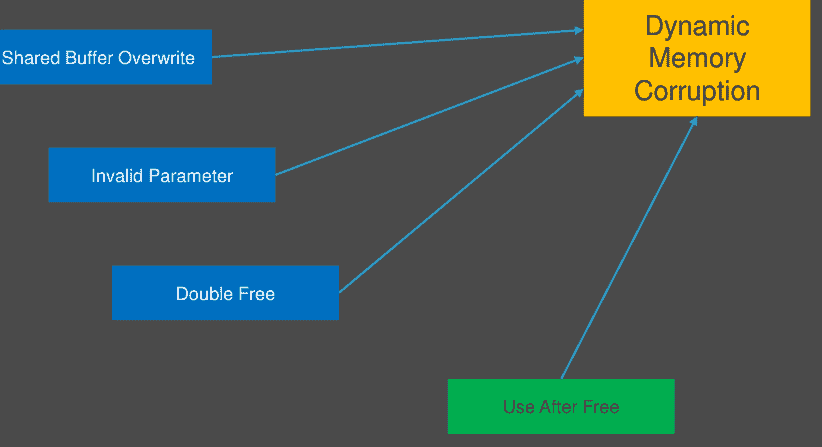 Dynamic
Memory
Corruption
Shared Buffer Overwrite
Invalid Parameter
Double Free
Use After Free